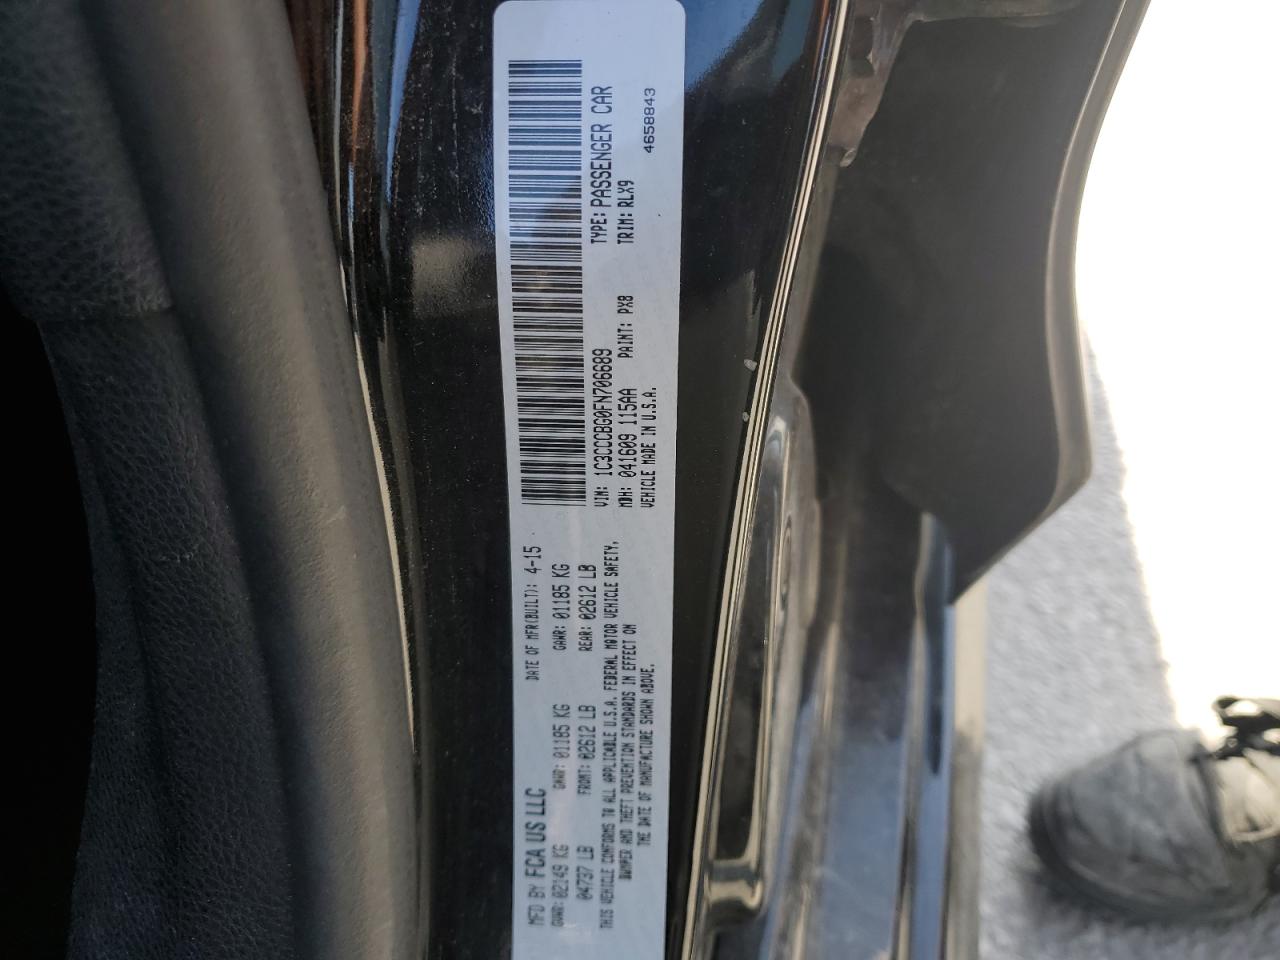 MFD BY FCA US LLC DATE OF MFR(BUILT): 4-15
GVWR: 02149 KG GAWR: 01185 KG GAWR: 01185 KG
04737 LB FRONT: 02612 LB REAR: 02612 LB
THIS VEHICLE CONFORMS TO ALL APPLICABLE U.S.A. FEDERAL MOTOR VEHICLE SAFETY,
BUMPER AND THEFT PREVENTION STANDARDS IN EFFECT ON
THE DATE OF MANUFACTURE SHOWN ABOVE.
VIN: 1C3CCCBG0FN706689 TYPE: PASSENGER CAR
MDH: 041609 115AA PAINT: PX8 TRIM: RLX9
VEHICLE MADE IN U.S.A. 4658843